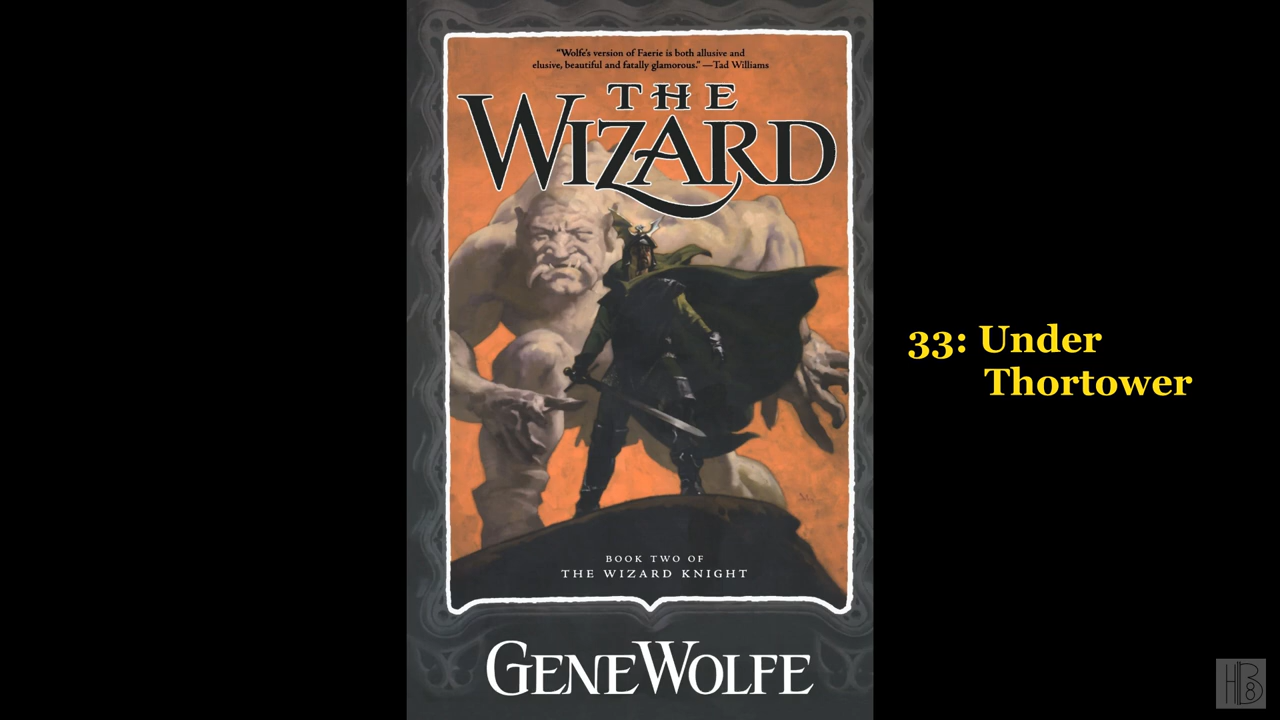 “Wolfe’s version of Faerie is both allusive and
elusive, beautiful and fatally glamorous.” —Tad Williams
THE
WIZARD
BOOK TWO OF
THE WIZARD KNIGHT
GENE WOLFE
33: Under
Thortower
HB8